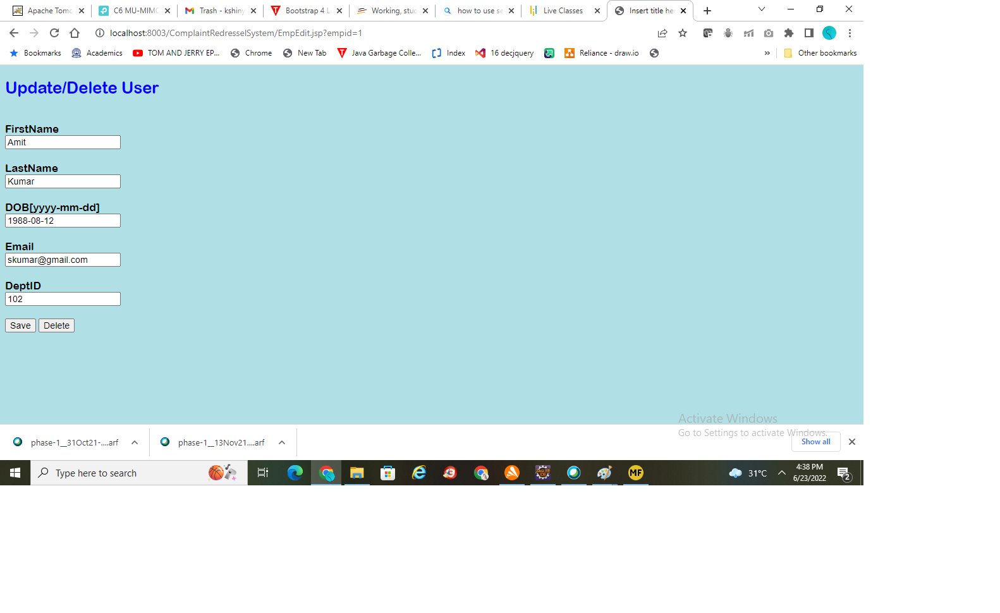 Apache Tomc
C6 MU-MIMO
Trash - kshiny
Bootstrap 4 L
Working, stud
how to use se
Live Classes
Insert title he
localhost:8003/ComplaintRedresselSystem/EmpEdit.jsp?empid=1
Bookmarks
Academics
TOM AND JERRY EP...
Chrome
New Tab
Java Garbage Colle...
Index
16 decjquery
Reliance - draw.io
»
Other bookmarks
Update/Delete User
FirstName
Amit
LastName
Kumar
DOB[yyyy-mm-dd]
1988-08-12
Email
skumar@gmail.com
DeptID
102
Save Delete
Activate Windows
Go to Settings to activate Windows.
phase-1__31Oct21-....arf
phase-1__13Nov21....arf
Show all
Type here to search
MF
31°C
4:38 PM
6/23/2022
2